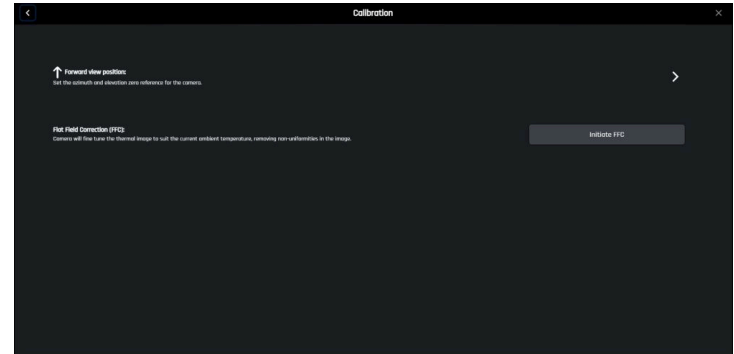 Calibration
Forward view position:
Set the azimuth and elevation zero reference for the camera.
Flat Field Correction (FFC):
Camera will fine tune the thermal image to suit the current ambient temperature, removing non-uniformities in the image.
Initiate FFC